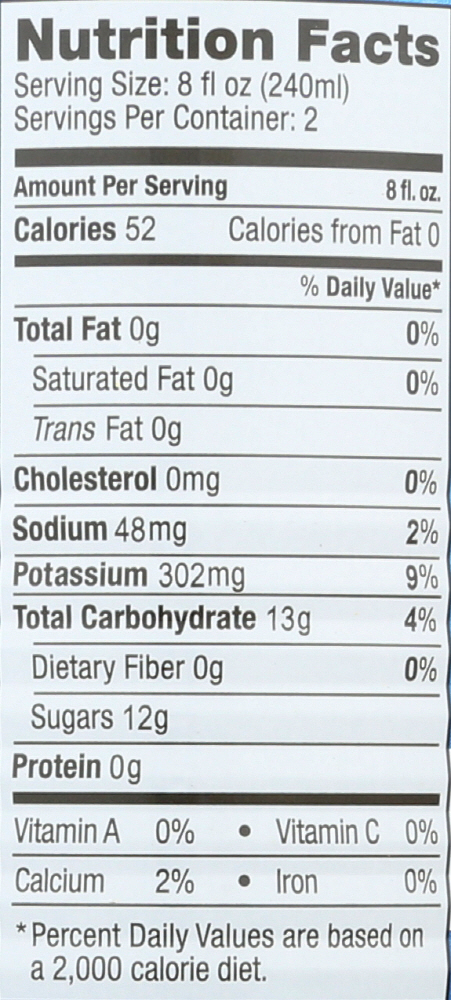 Nutrition Facts
Serving Size: 8 fl oz (240ml)
Servings Per Container: 2
Amount Per Serving 8 fl. oz.
Calories 52 Calories from Fat 0
% Daily Value*
Total Fat 0g 0%
Saturated Fat 0g 0%
Trans Fat 0g
Cholesterol 0mg 0%
Sodium 48mg 2%
Potassium 302mg 9%
Total Carbohydrate 13g 4%
Dietary Fiber 0g 0%
Sugars 12g
Protein 0g
Vitamin A 0% • Vitamin C 0%
Calcium 2% • Iron 0%
*Percent Daily Values are based on
a 2,000 calorie diet.